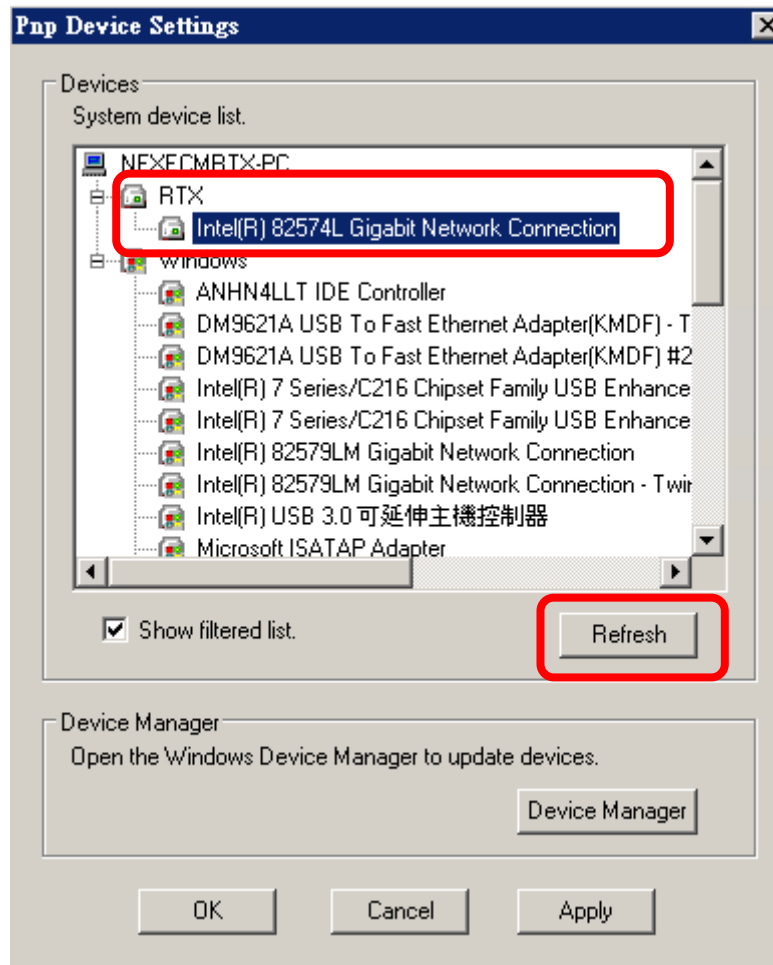 Pnp Device Settings
Devices
System device list.
NEXECMRTX-PC
RTX
Intel(R) 82574L Gigabit Network Connection
Windows
ANHN4LLT IDE Controller
DM9621A USB To Fast Ethernet Adapter(KMDF) - T
DM9621A USB To Fast Ethernet Adapter(KMDF) #2
Intel(R) 7 Series/C216 Chipset Family USB Enhance
Intel(R) 7 Series/C216 Chipset Family USB Enhance
Intel(R) 82579LM Gigabit Network Connection
Intel(R) 82579LM Gigabit Network Connection - Twin
Intel(R) USB 3.0 可延伸主機控制器
Microsoft ISATAP Adapter
Show filtered list.
Refresh
Device Manager
Open the Windows Device Manager to update devices.
Device Manager
OK
Cancel
Apply